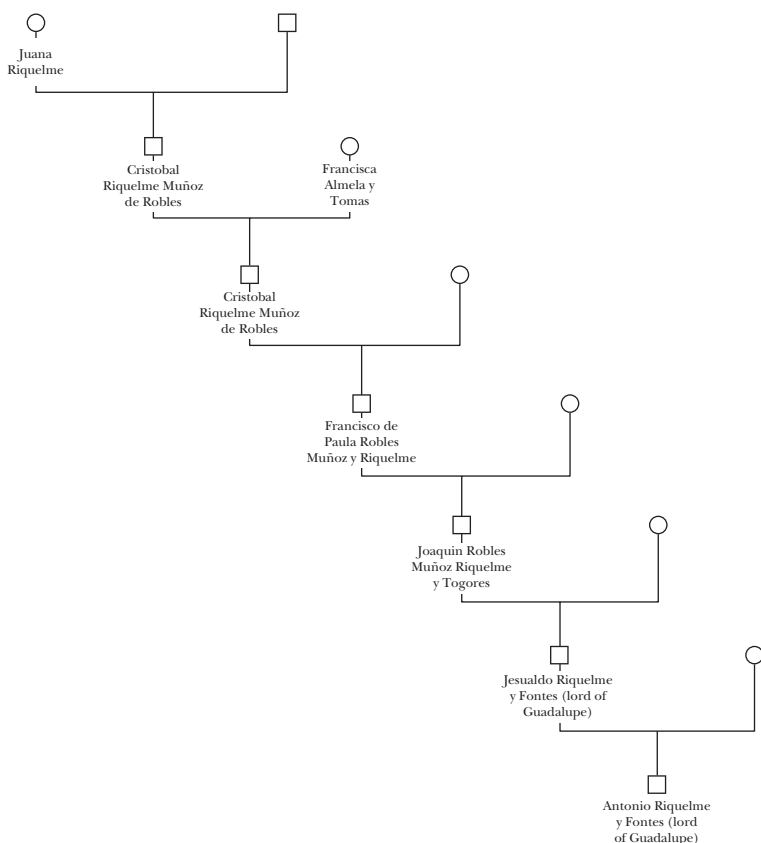 Juana
Riquelme
Cristobal
Riquelme Muñoz
de Robles
Francisca
Almela y
Tomas
Cristobal
Riquelme Muñoz
de Robles
Francisco de
Paula Robles
Muñoz y Riquelme
Joaquin Robles
Muñoz Riquelme
y Togores
Jesualdo Riquelme
y Fontes (lord of
Guadalupe)
Antonio Riquelme
y Fontes (lord
of Guadalupe)